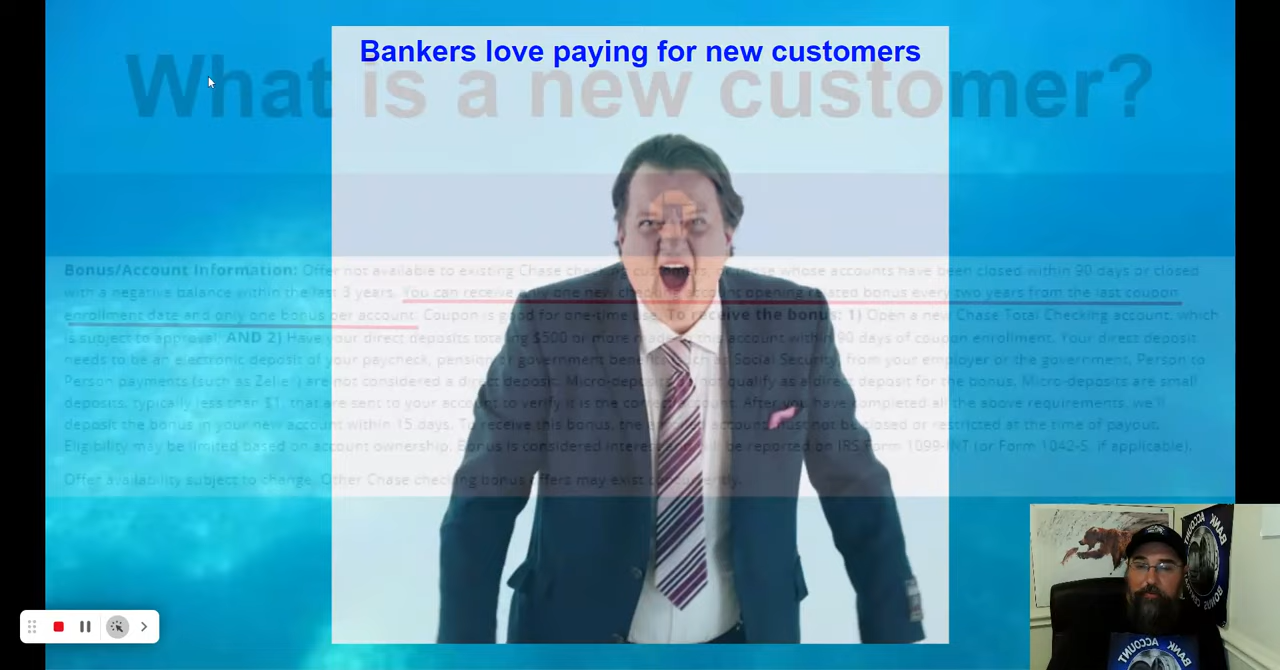 Bankers love paying for new customers
What is a new customer?
Bonus/Account Information: Offer not available to existing Chase checking customers, or those whose accounts have been closed within 90 days or closed
with a negative balance within the last 3 years. You can receive only one new checking account opening related bonus every two years from the last coupon
enrollment date and only one bonus per account. Coupon is good for one-time use. To receive the bonus: 1) Open a new Chase Total Checking account, which
is subject to approval; AND 2) Have your direct deposits totaling $500 or more made to this account within 90 days of coupon enrollment. Your direct deposit
needs to be an electronic deposit of your paycheck, pension or government benefits (such as Social Security) from your employer or the government. Person to
Person payments (such as Zelle®) are not considered a direct deposit. Micro-deposits do not qualify as a direct deposit for the bonus. Micro-deposits are small
deposits, typically less than $1, that are sent to your account to verify it is the correct account. After you have completed all the above requirements, we'll
deposit the bonus in your new account within 15 days. To receive this bonus, the account must not be closed or restricted at the time of payout.
Eligibility may be limited based on account ownership. Bonus is considered interest and will be reported on IRS Form 1099-INT (or Form 1042-S, if applicable).
Offer availability subject to change. Other Chase checking bonus offers may exist concurrently.
BANK ACCOUNT
BONUS
BANK ACCOUNT